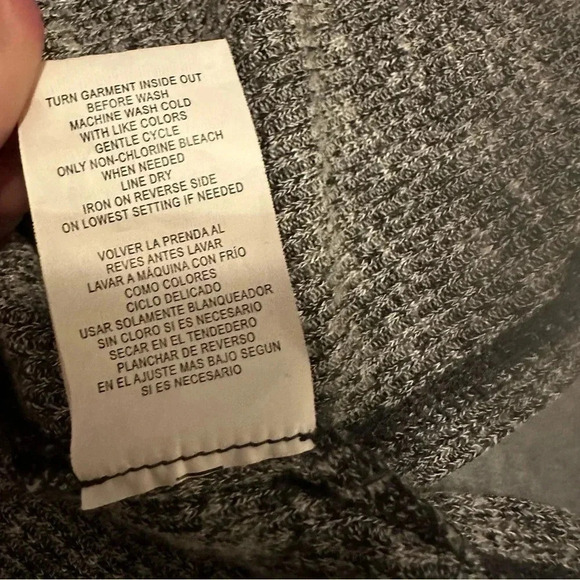 TURN GARMENT INSIDE OUT
BEFORE WASH
MACHINE WASH COLD
WITH LIKE COLORS
GENTLE CYCLE
ONLY NON-CHLORINE BLEACH
WHEN NEEDED
LINE DRY
IRON ON REVERSE SIDE
ON LOWEST SETTING IF NEEDED
VOLVER LA PRENDA AL
REVES ANTES LAVAR
LAVAR A MÁQUINA CON FRÍO
COMO COLORES
CICLO DELICADO
USAR SOLAMENTE BLANQUEADOR
SIN CLORO SI ES NECESARIO
SECAR EN EL TENDEDERO
PLANCHAR DE REVERSO
EN EL AJUSTE MAS BAJO SEGUN
SI ES NECESARIO